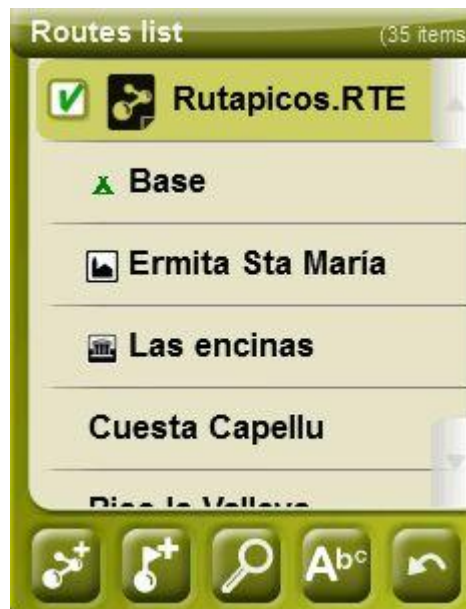 Routes list (35 items
Rutapicos.RTE
Base
Ermita Sta María
Las encinas
Cuesta Capellu
Abc